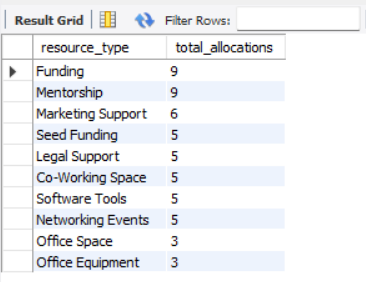 Result Grid Filter Rows:
resource_type total_allocations
Funding 9
Mentorship 9
Marketing Support 6
Seed Funding 5
Legal Support 5
Co-Working Space 5
Software Tools 5
Networking Events 5
Office Space 3
Office Equipment 3